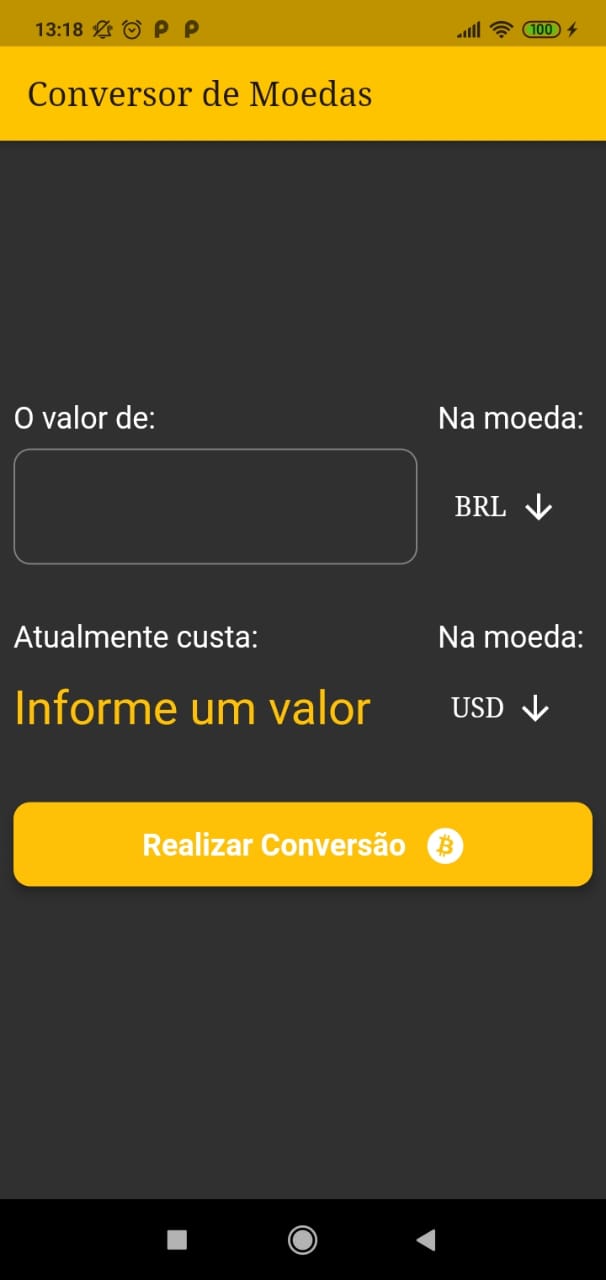 13:18 100
Conversor de Moedas
O valor de: Na moeda:
BRL
Atualmente custa: Na moeda:
Informe um valor USD
Realizar Conversão